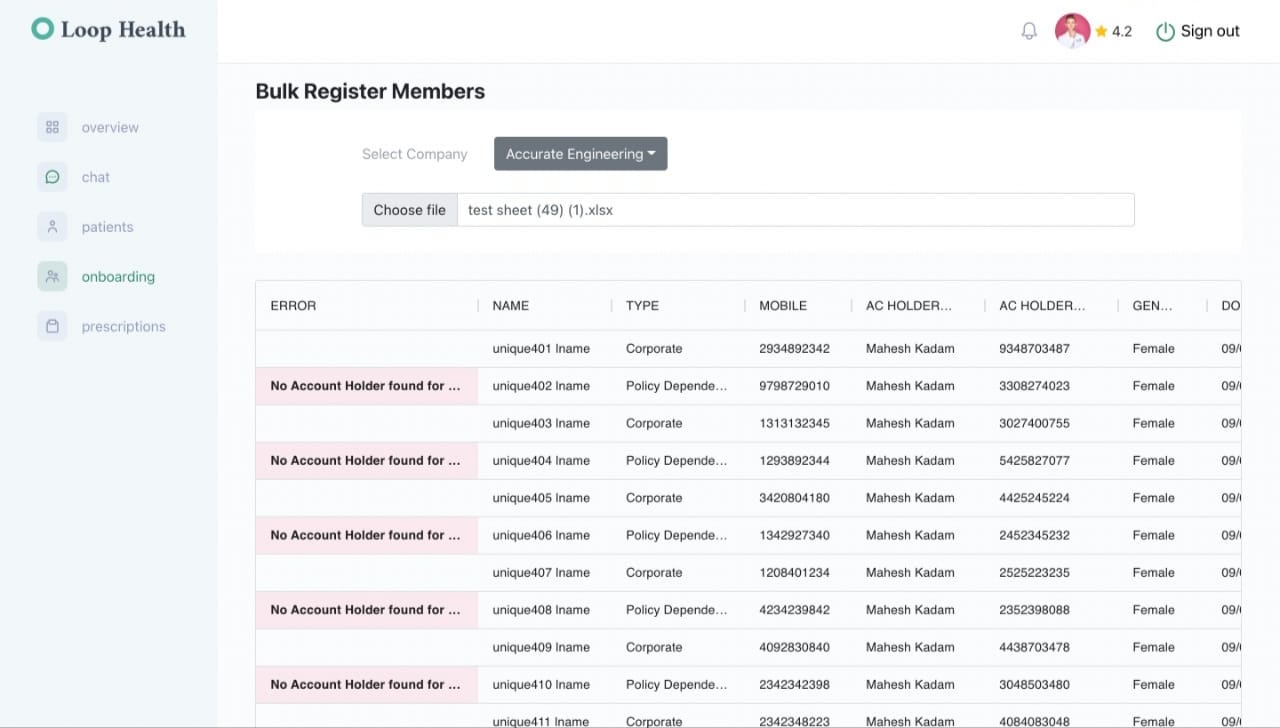 Loop Health
4.2 Sign out
overview
chat
patients
onboarding
prescriptions
Bulk Register Members
Select Company Accurate Engineering
Choose file test sheet (49) (1).xlsx
ERROR NAME TYPE MOBILE AC HOLDER... AC HOLDER... GEN... DO
unique401 lname Corporate 2934892342 Mahesh Kadam 9348703487 Female 09/
No Account Holder found for ... unique402 lname Policy Depende... 9798729010 Mahesh Kadam 3308274023 Female 09/
unique403 lname Corporate 1313132345 Mahesh Kadam 3027400755 Female 09/
No Account Holder found for ... unique404 lname Policy Depende... 1293892344 Mahesh Kadam 5425827077 Female 09/
unique405 lname Corporate 3420804180 Mahesh Kadam 4425245224 Female 09/
No Account Holder found for ... unique406 lname Policy Depende... 1342927340 Mahesh Kadam 2452345232 Female 09/
unique407 lname Corporate 1208401234 Mahesh Kadam 2525223235 Female 09/
No Account Holder found for ... unique408 lname Policy Depende... 4234239842 Mahesh Kadam 2352398088 Female 09/
unique409 lname Corporate 4092830840 Mahesh Kadam 4438703478 Female 09/
No Account Holder found for ... unique410 lname Policy Depende... 2342342398 Mahesh Kadam 3048503480 Female 09/
unique411 lname Corporate 2342348223 Mahesh Kadam 4084083048 Female 09/